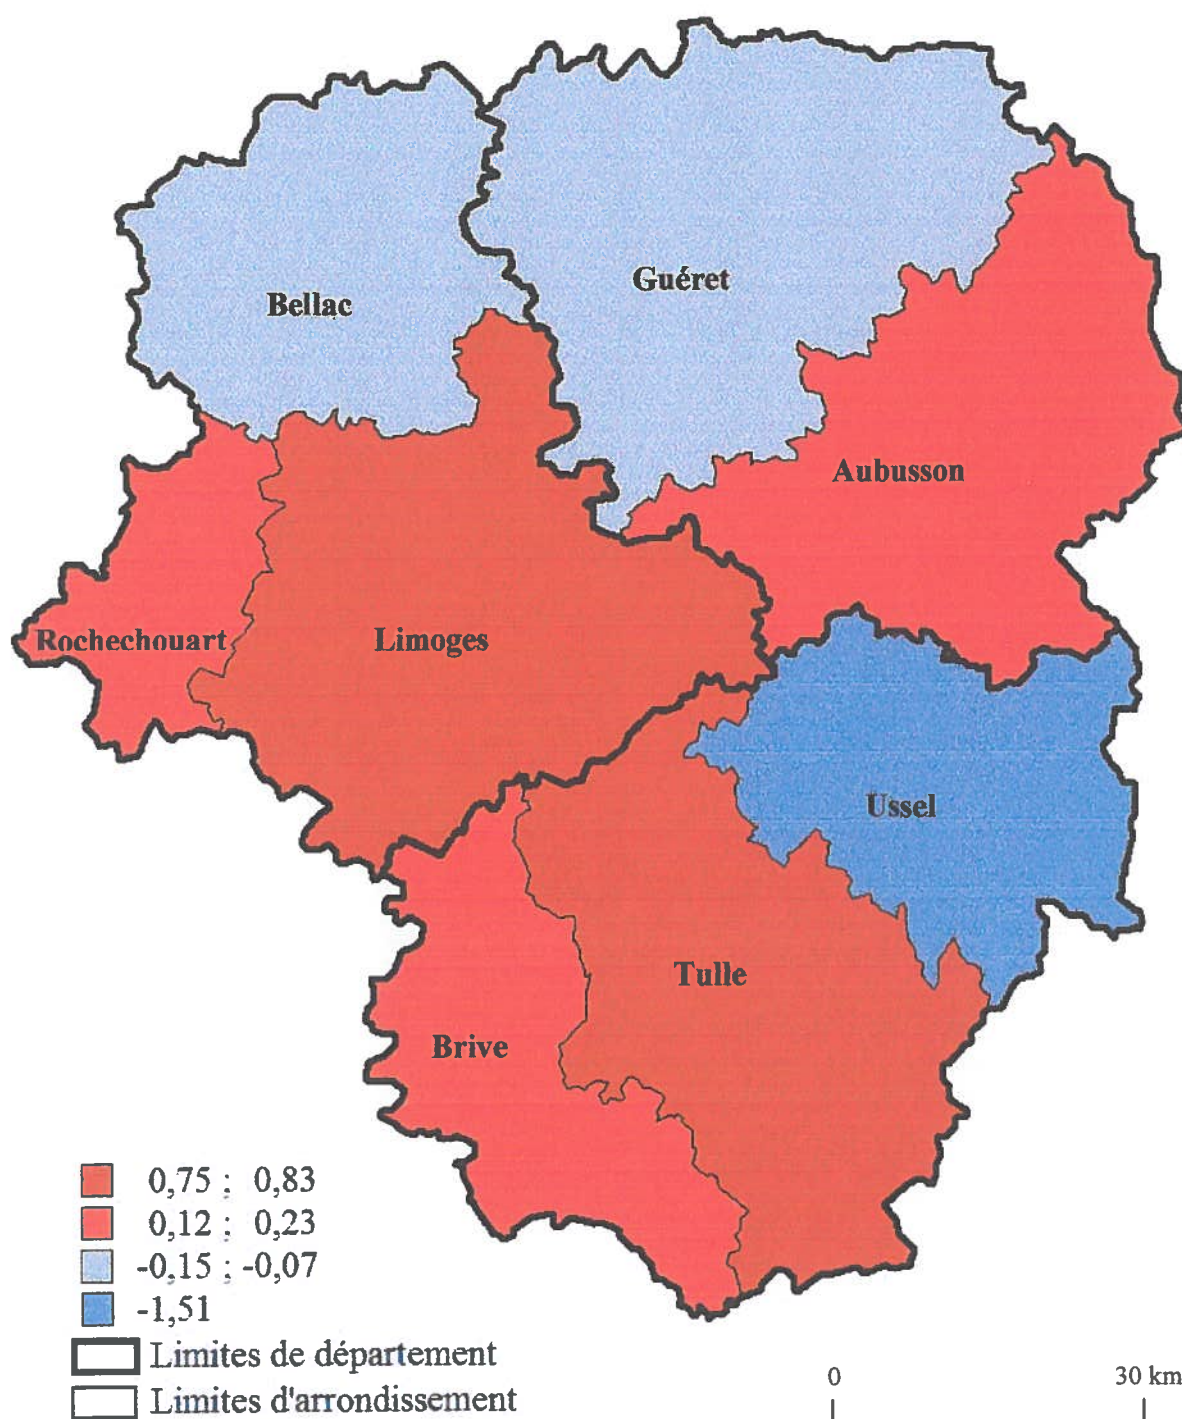 Guéret
Bellac
Aubusson
Rochechouart
Limoges
Ussel
Tulle
Brive
0,75 ; 0,83
0,12 ; 0,23
-0,15 ; -0,07
-1,51
Limites de département
Limites d'arrondissement
0 30 km